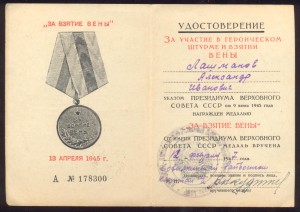 "ЗА ВЗЯТИЕ ВЕНЫ"
13 АПРЕЛЯ 1945 г.
А № 178300
УДОСТОВЕРЕНИЕ
ЗА УЧАСТИЕ В ГЕРОИЧЕСКОМ
ШТУРМЕ И ВЗЯТИИ
ВЕНЫ
Лашманов
Александр
Иванович
УКАЗОМ ПРЕЗИДИУМА ВЕРХОВНОГО
СОВЕТА СССР от 9 июня 1945 года
НАГРАЖДЕН МЕДАЛЬЮ
"ЗА ВЗЯТИЕ ВЕНЫ"
ПРЕЗИДИУМА ВЕРХОВНОГО
СОВЕТА СССР МЕДАЛЬ ВРУЧЕНА